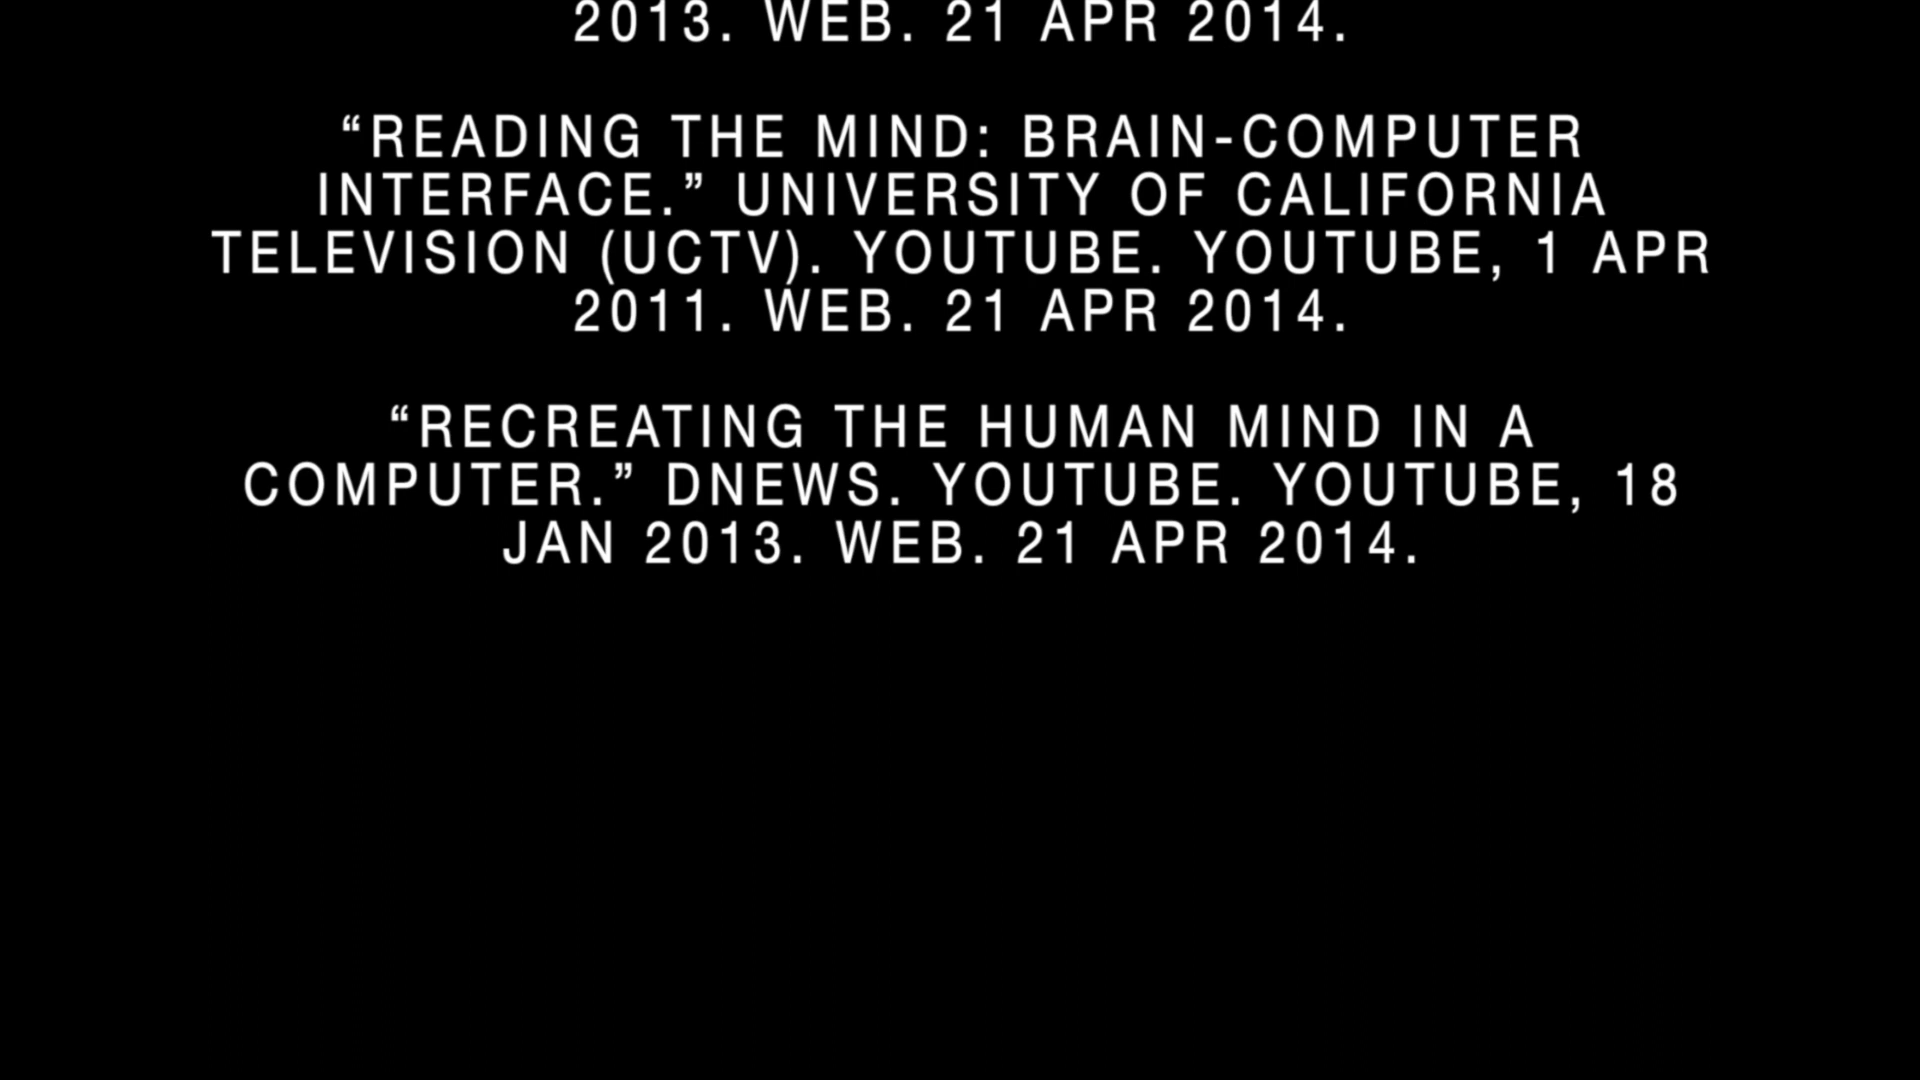 2013. WEB. 21 APR 2014.
“READING THE MIND: BRAIN-COMPUTER
INTERFACE.” UNIVERSITY OF CALIFORNIA
TELEVISION (UCTV). YOUTUBE. YOUTUBE, 1 APR
2011. WEB. 21 APR 2014.
“RECREATING THE HUMAN MIND IN A
COMPUTER.” DNEWS. YOUTUBE. YOUTUBE, 18
JAN 2013. WEB. 21 APR 2014.